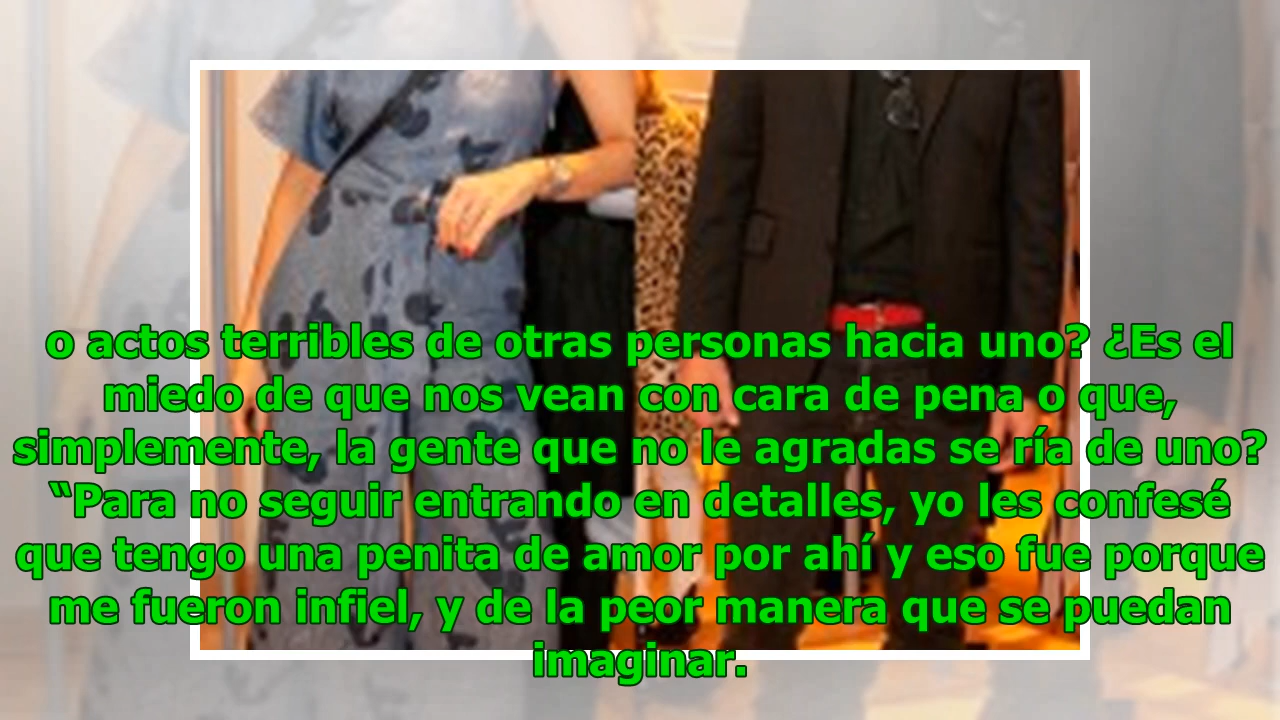 o actos terribles de otras personas hacia uno? ¿Es el
miedo de que nos vean con cara de pena o que,
simplemente, la gente que no le agradas se ría de uno?
“Para no seguir entrando en detalles, yo les confesé
que tengo una penita de amor por ahí y eso fue porque
me fueron infiel, y de la peor manera que se puedan
imaginar.